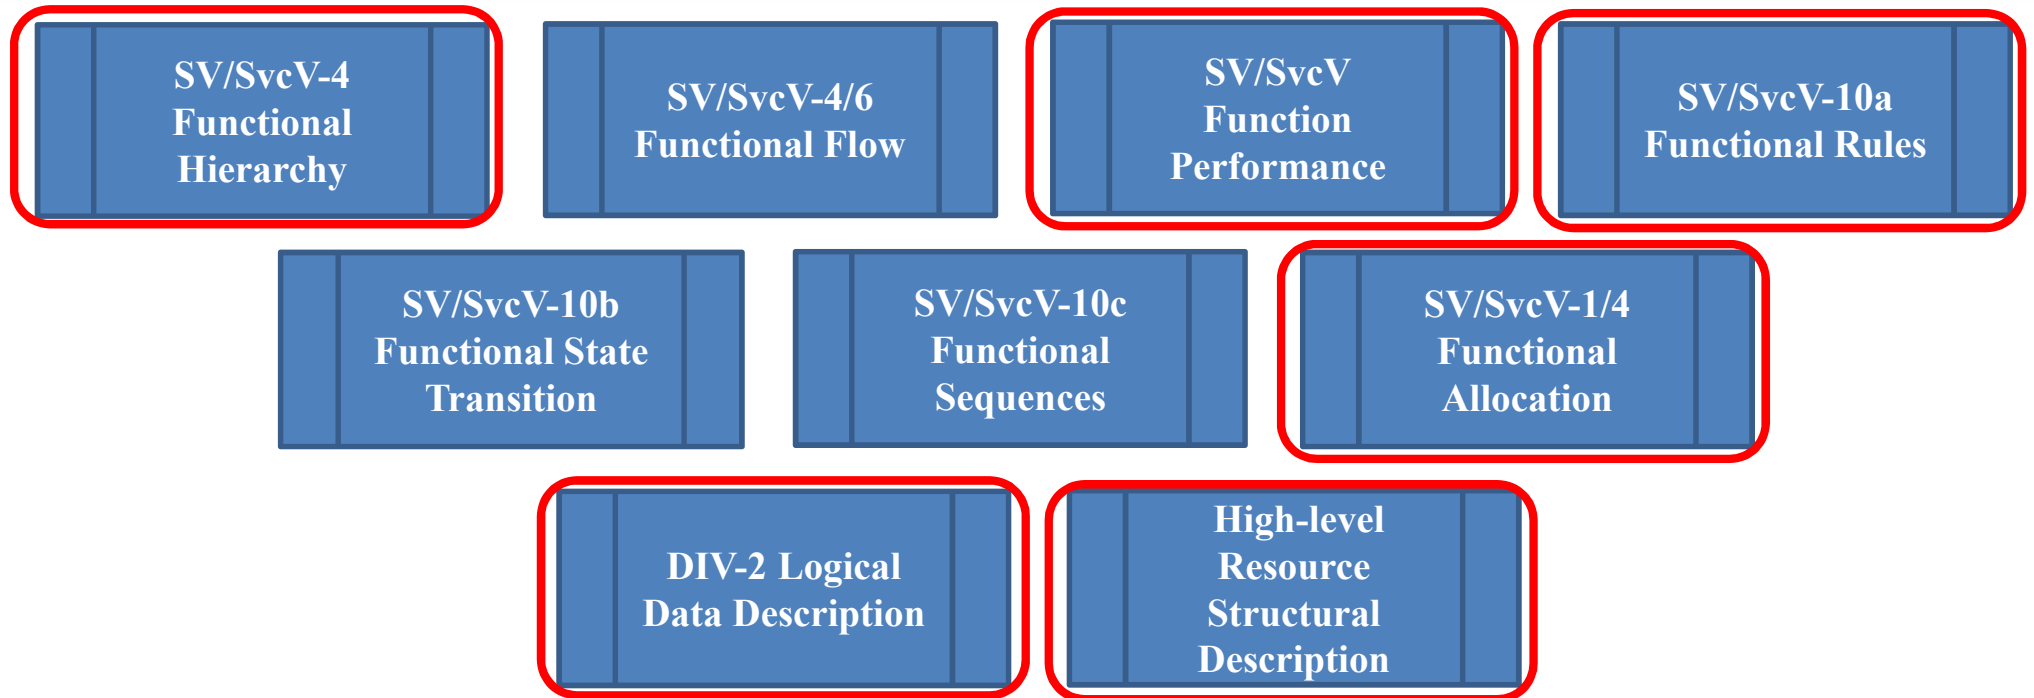 SV/SvcV-4
Functional
Hierarchy
SV/SvcV-4/6
Functional Flow
SV/SvcV
Function
Performance
SV/SvcV-10a
Functional Rules
SV/SvcV-10b
Functional State
Transition
SV/SvcV-10c
Functional
Sequences
SV/SvcV-1/4
Functional
Allocation
DIV-2 Logical
Data Description
High-level
Resource
Structural
Description